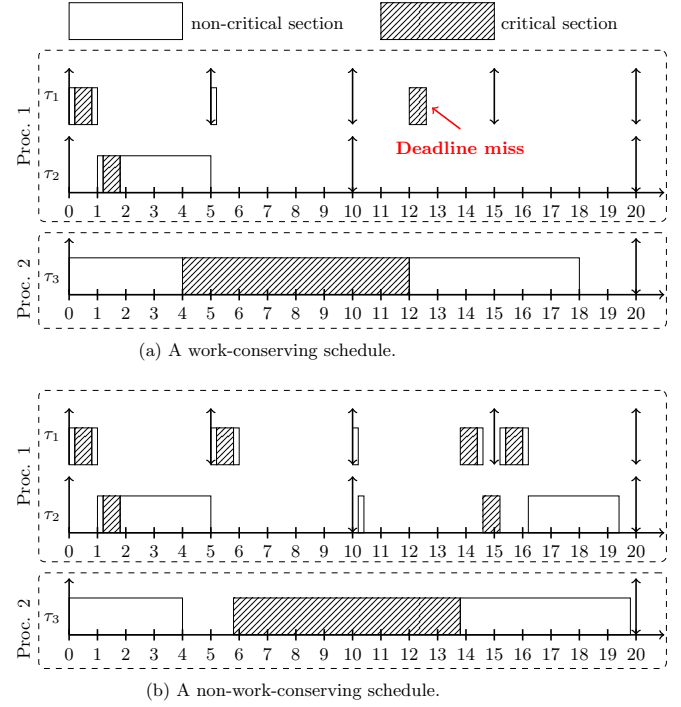 non-critical section critical section
Proc. 1
τ1
Deadline miss
τ2
0 1 2 3 4 5 6 7 8 9 10 11 12 13 14 15 16 17 18 19 20
Proc. 2
τ3
0 1 2 3 4 5 6 7 8 9 10 11 12 13 14 15 16 17 18 19 20
(a) A work-conserving schedule.
Proc. 1
τ1
τ2
0 1 2 3 4 5 6 7 8 9 10 11 12 13 14 15 16 17 18 19 20
Proc. 2
τ3
0 1 2 3 4 5 6 7 8 9 10 11 12 13 14 15 16 17 18 19 20
(b) A non-work-conserving schedule.